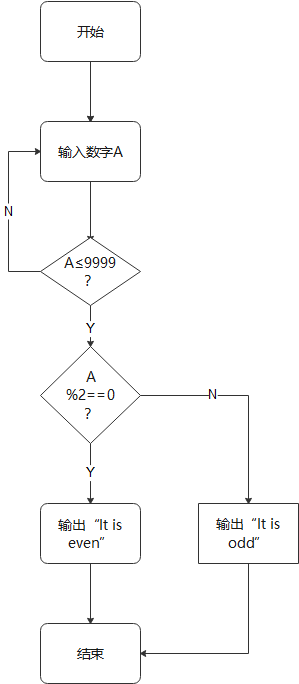 开始
输入数字A
N
A≤9999
?
Y
A
%2==0
?
N
Y
输出“It is
even”
输出“It is
odd”
结束